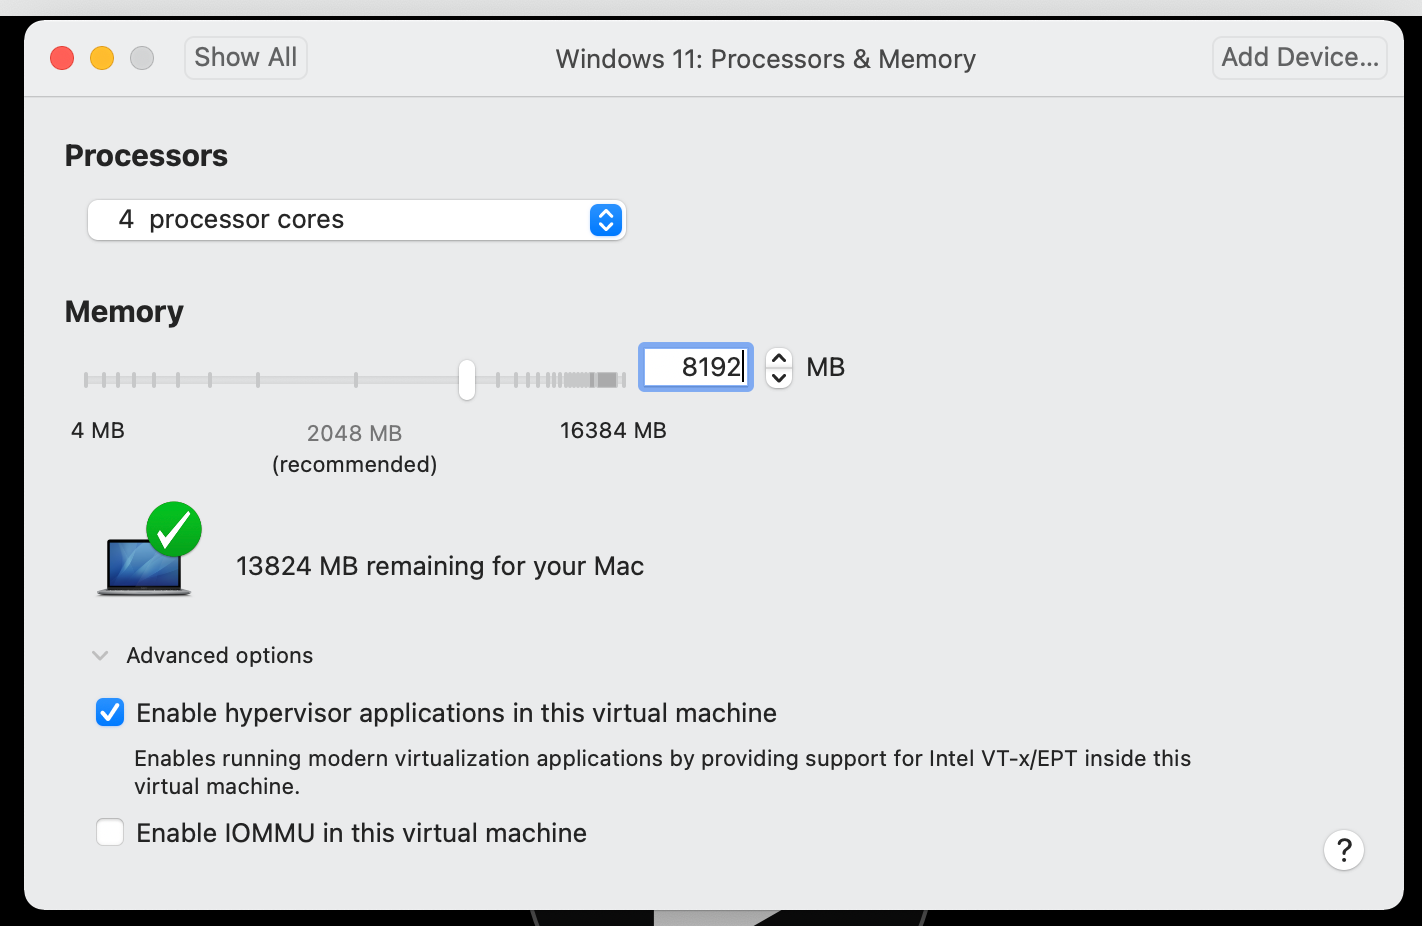 Show All
Windows 11: Processors & Memory
Add Device...
Processors
4 processor cores
Memory
8192 MB
4 MB
2048 MB
16384 MB
(recommended)
13824 MB remaining for your Mac
Advanced options
Enable hypervisor applications in this virtual machine
Enables running modern virtualization applications by providing support for Intel VT-x/EPT inside this
virtual machine.
Enable IOMMU in this virtual machine
?